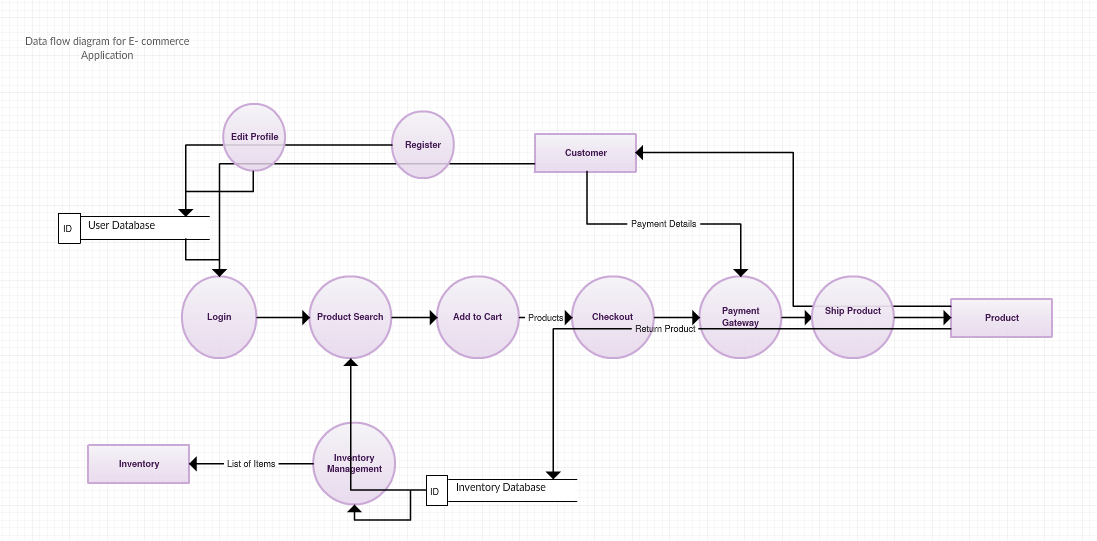 Data flow diagram for E- commerce
Application
Edit Profile
Register
Customer
ID
User Database
Payment Details
Login
Product Search
Add to Cart
Products
Checkout
Payment
Gateway
Ship Product
Product
Return Product
Inventory
List of Items
Inventory
Management
ID
Inventory Database